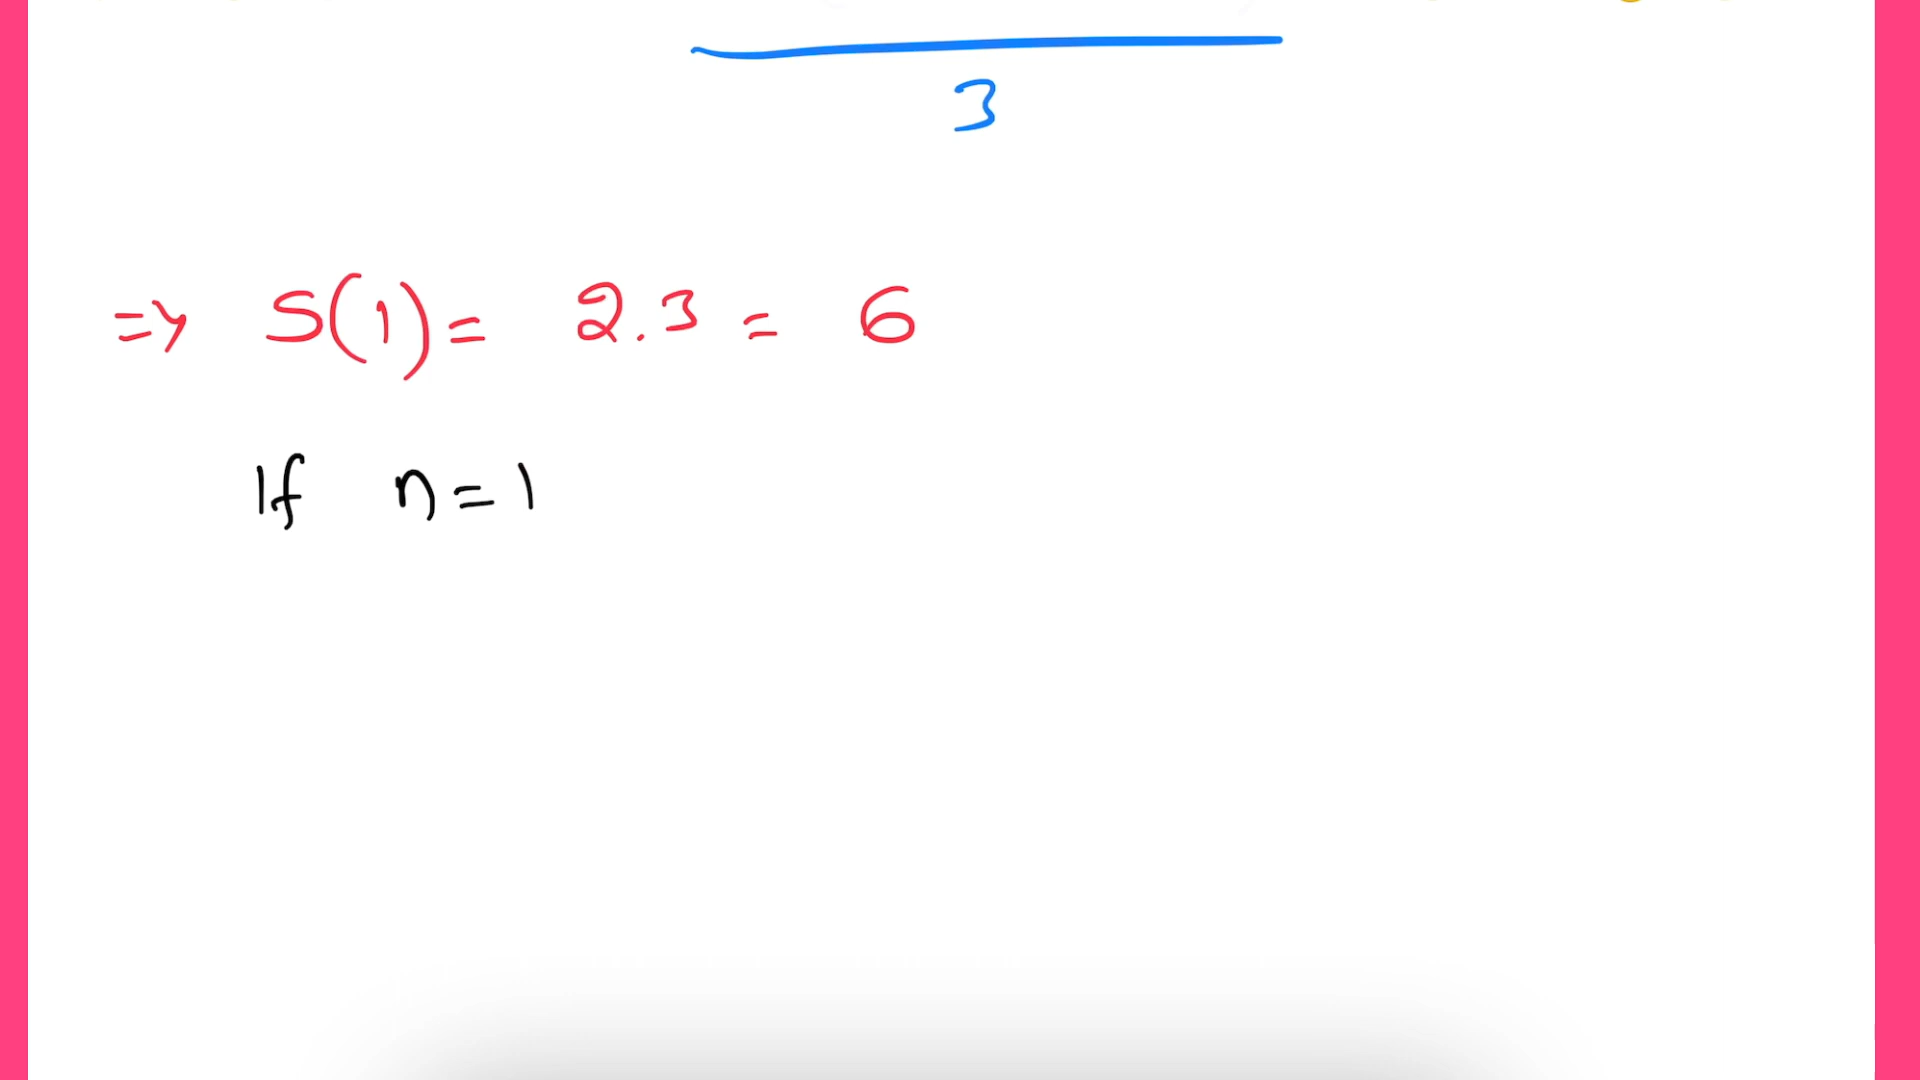 3
=> S(1) = 2.3 = 6
If n=1